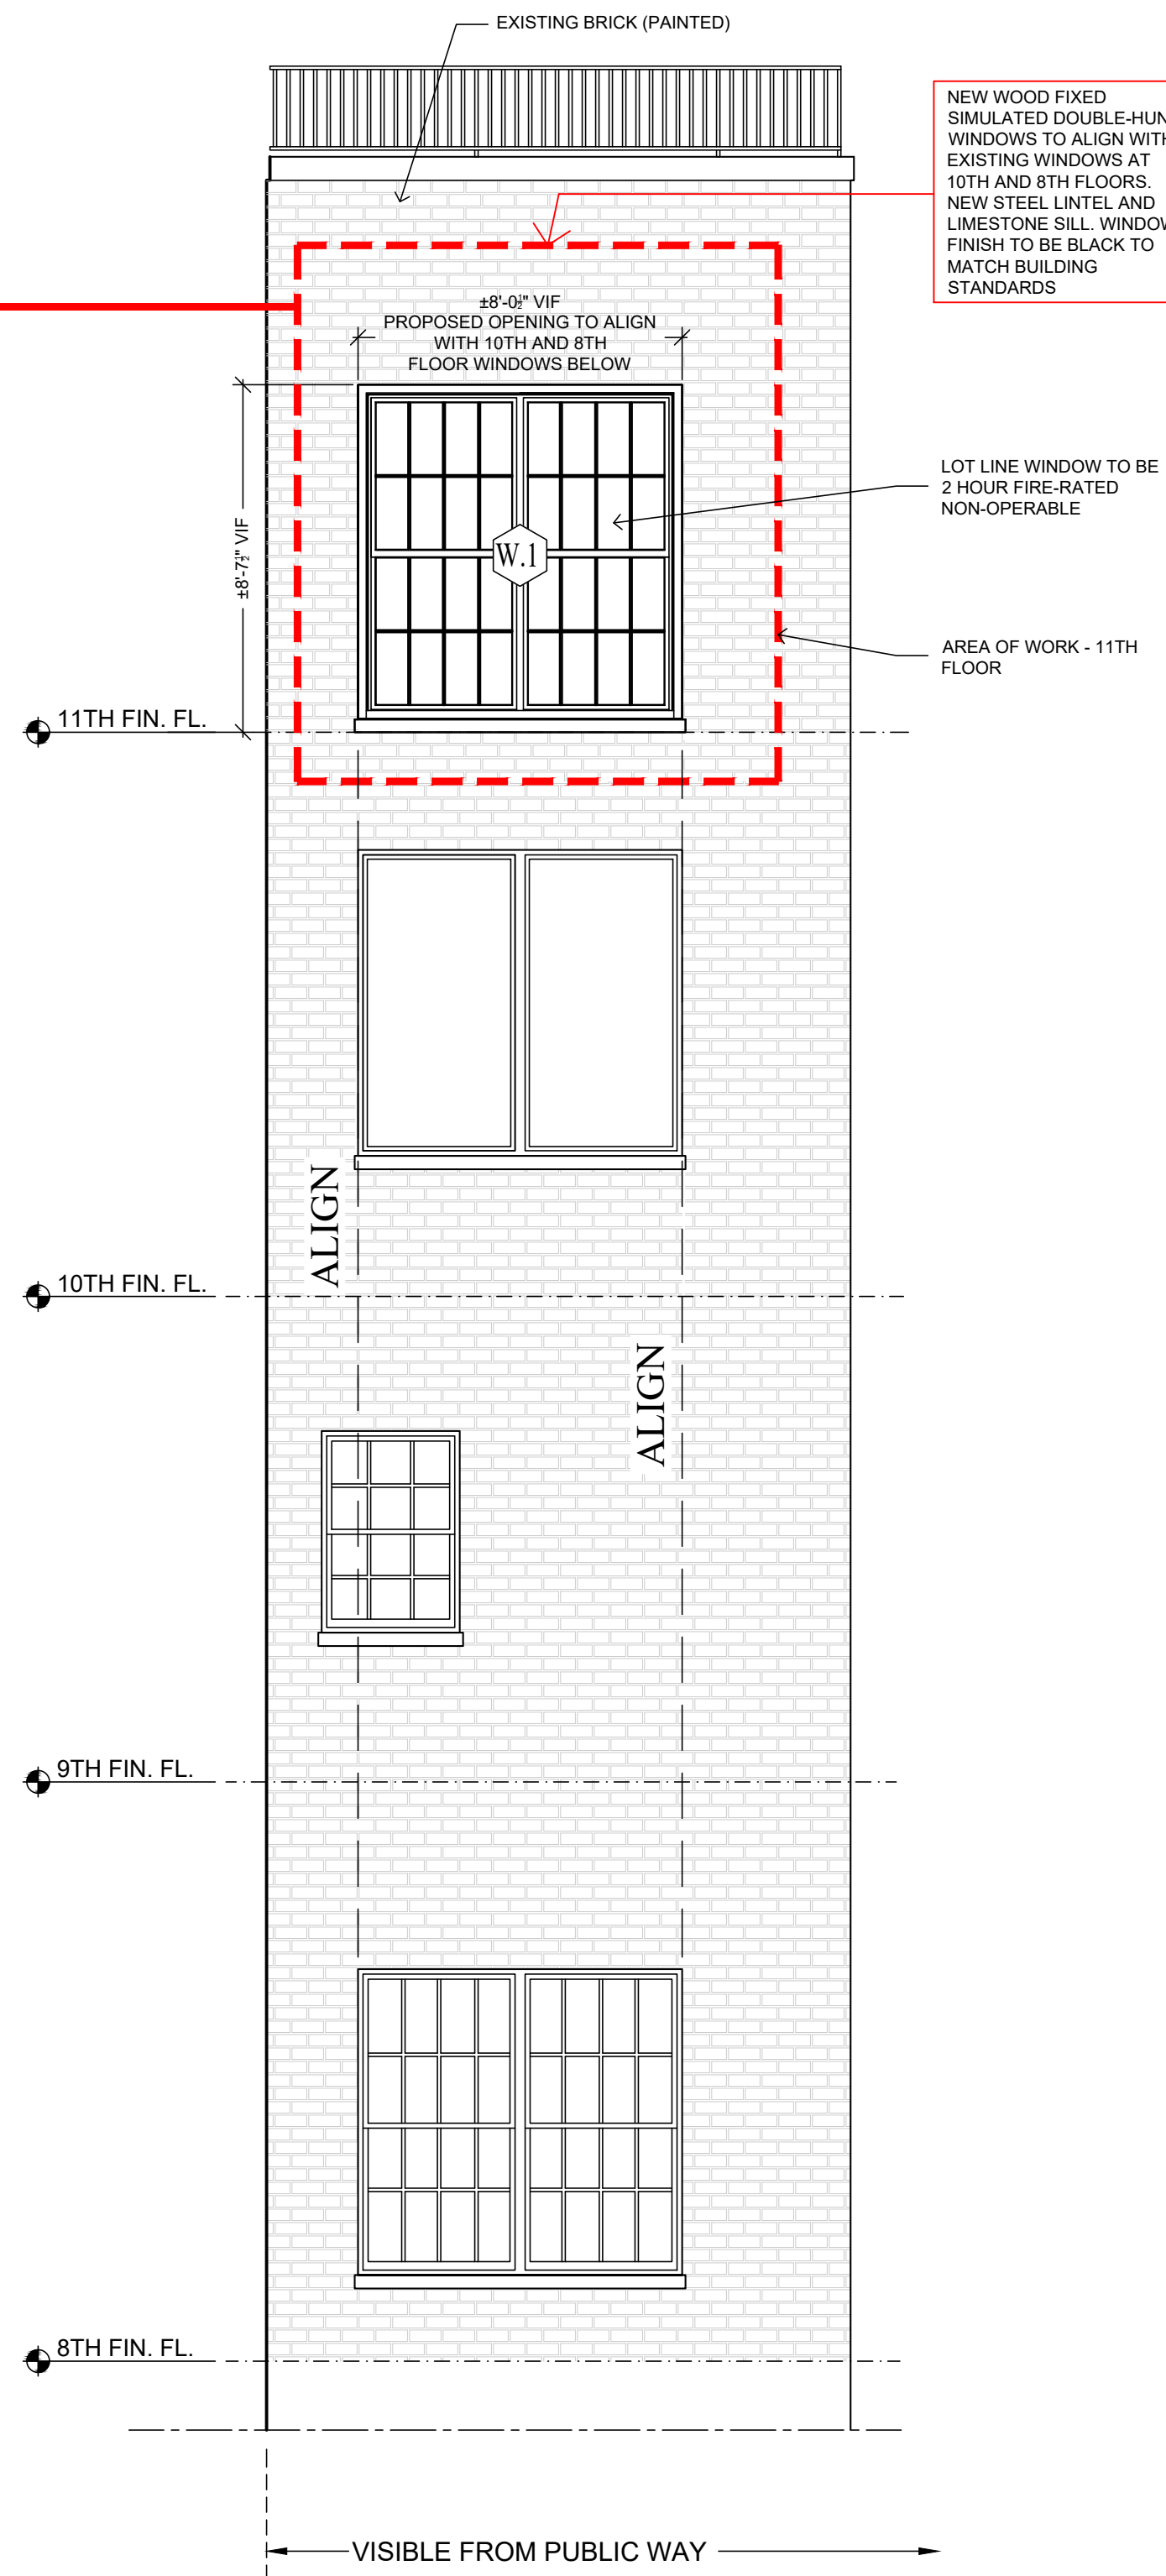 EXISTING BRICK (PAINTED)
NEW WOOD FIXED
SIMULATED DOUBLE-HUN
WINDOWS TO ALIGN WITH
EXISTING WINDOWS AT
10TH AND 8TH FLOORS.
NEW STEEL LINTEL AND
LIMESTONE SILL. WINDOW
FINISH TO BE BLACK TO
MATCH BUILDING
STANDARDS
±8'-0½" VIF
PROPOSED OPENING TO ALIGN
WITH 10TH AND 8TH
FLOOR WINDOWS BELOW
LOT LINE WINDOW TO BE
2 HOUR FIRE-RATED
NON-OPERABLE
±8'-7½" VIF
W.1
AREA OF WORK - 11TH
FLOOR
11TH FIN. FL.
ALIGN
10TH FIN. FL.
ALIGN
9TH FIN. FL.
8TH FIN. FL.
VISIBLE FROM PUBLIC WAY